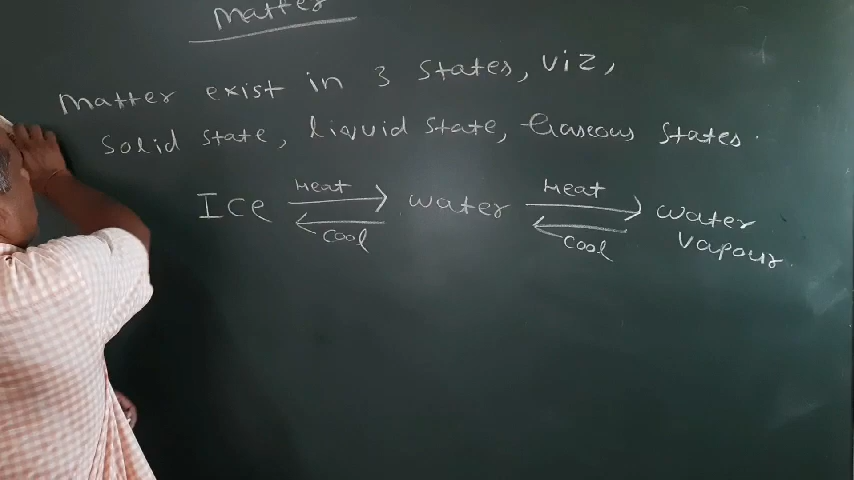 Matter
Matter exist in 3 states, viz,
Solid state, liquid state, Gaseous states.
Ice Heat Cool water Heat Cool water vapour.